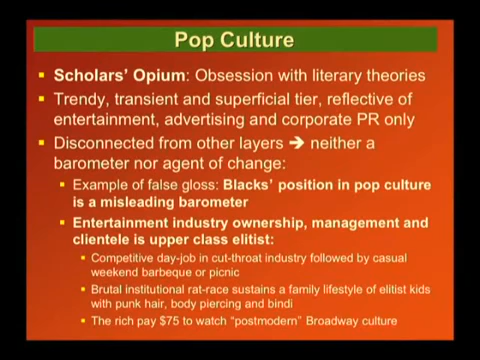 Pop Culture
Scholars' Opium: Obsession with literary theories
Trendy, transient and superficial tier, reflective of
entertainment, advertising and corporate PR only
Disconnected from other layers ➔ neither a
barometer nor agent of change:
Example of false gloss: Blacks' position in pop culture
is a misleading barometer
Entertainment industry ownership, management and
clientele is upper class elitist:
Competitive day-job in cut-throat industry followed by casual
weekend barbeque or picnic
Brutal institutional rat-race sustains a family lifestyle of elitist kids
with punk hair, body piercing and bindi
The rich pay $75 to watch "postmodern" Broadway culture